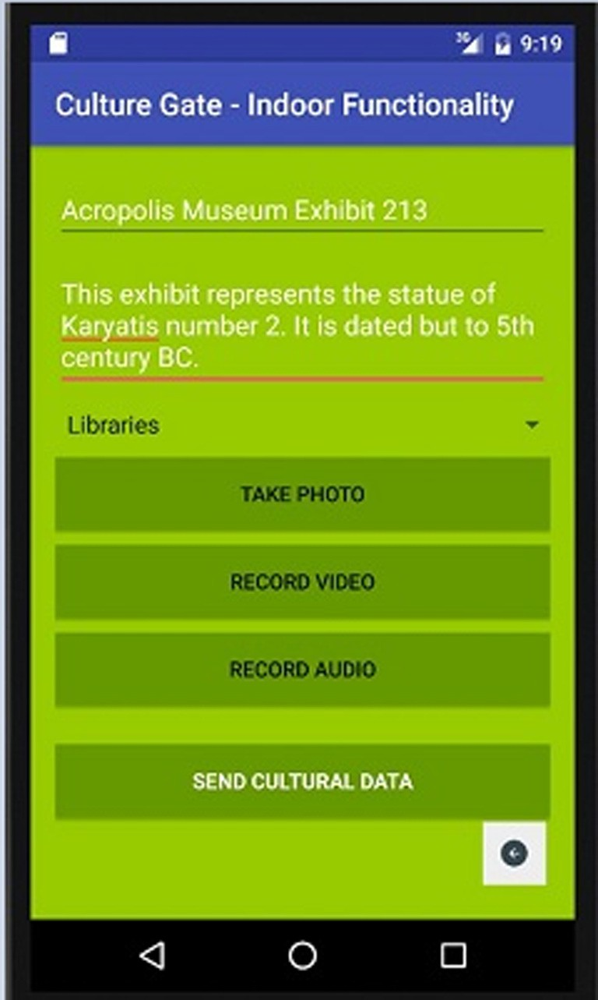 3G 9:19
Culture Gate - Indoor Functionality
Acropolis Museum Exhibit 213
This exhibit represents the statue of
Karyatis number 2. It is dated but to 5th
century BC.
Libraries
TAKE PHOTO
RECORD VIDEO
RECORD AUDIO
SEND CULTURAL DATA